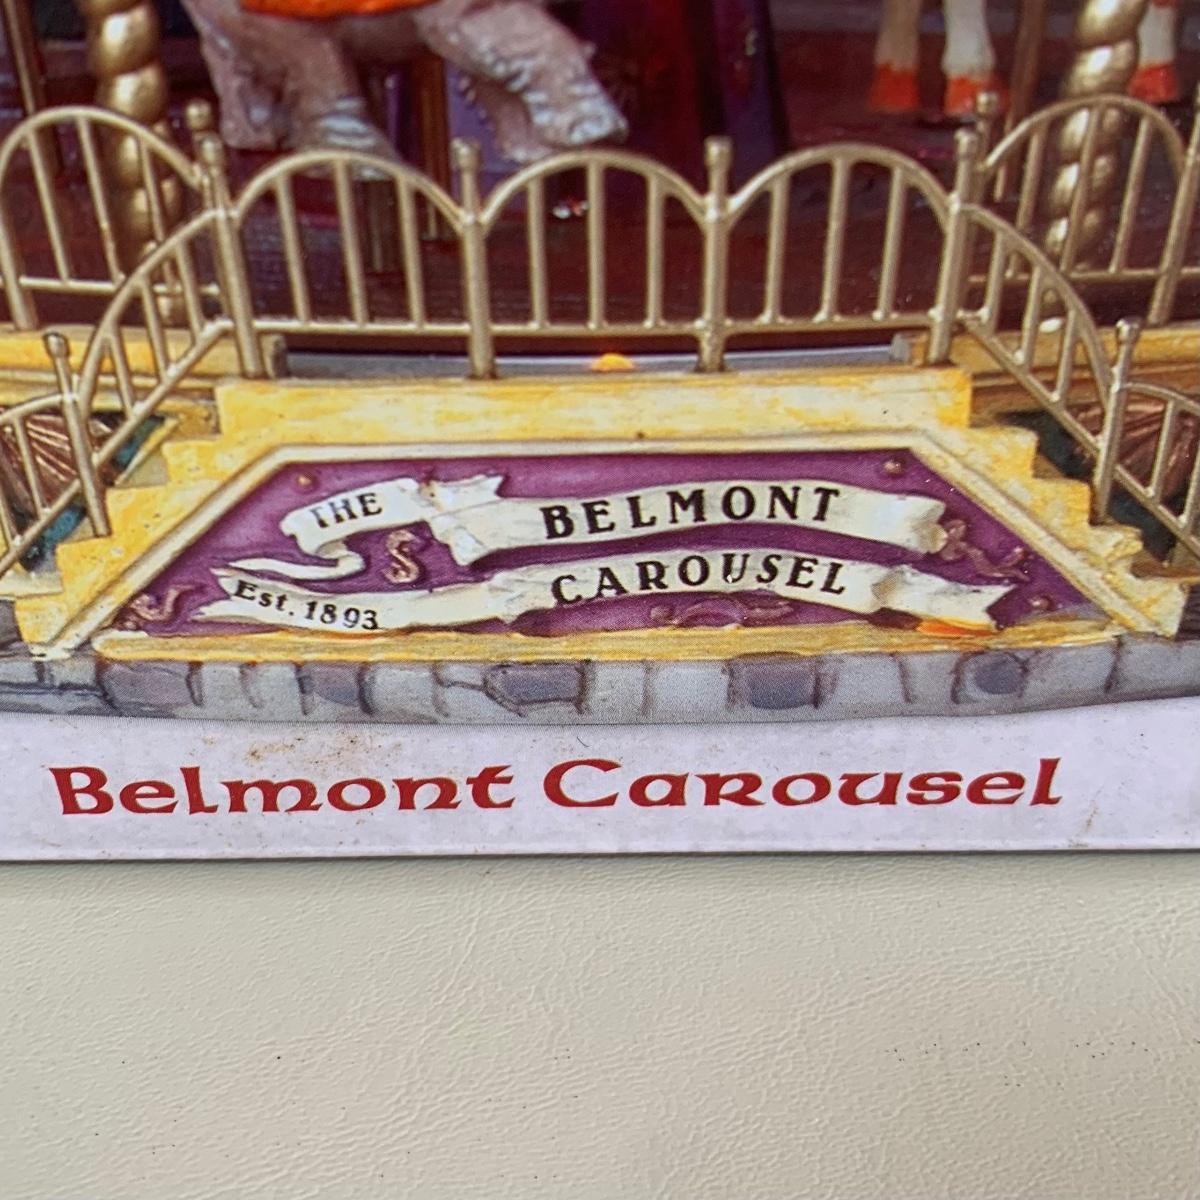 THE
BELMONT
CAROUSEL
Est. 1893
Belmont Carousel